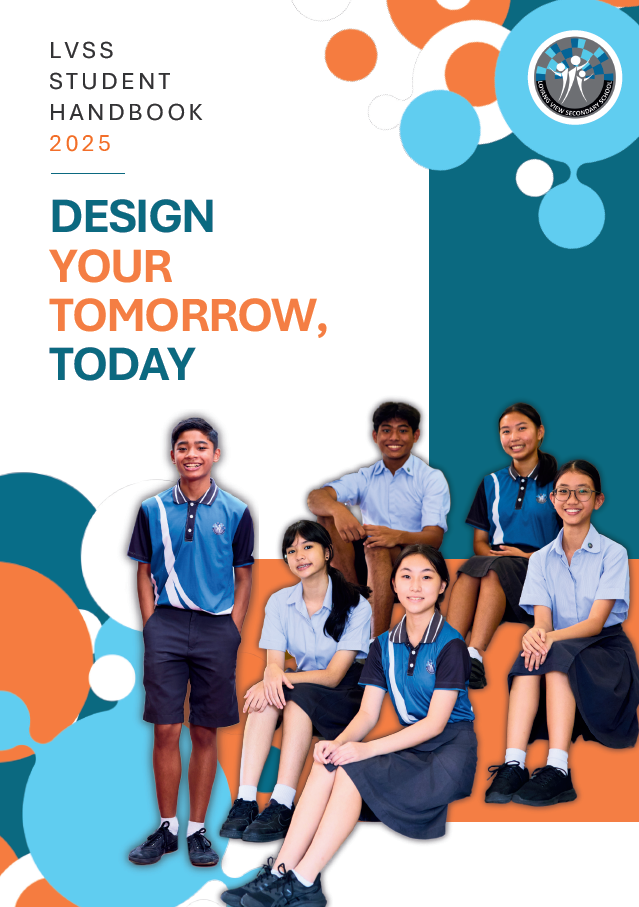 LVSS
STUDENT
HANDBOOK
2025
DESIGN
YOUR
TOMORROW,
TODAY
LOYANG VIEW SECONDARY SCHOOL